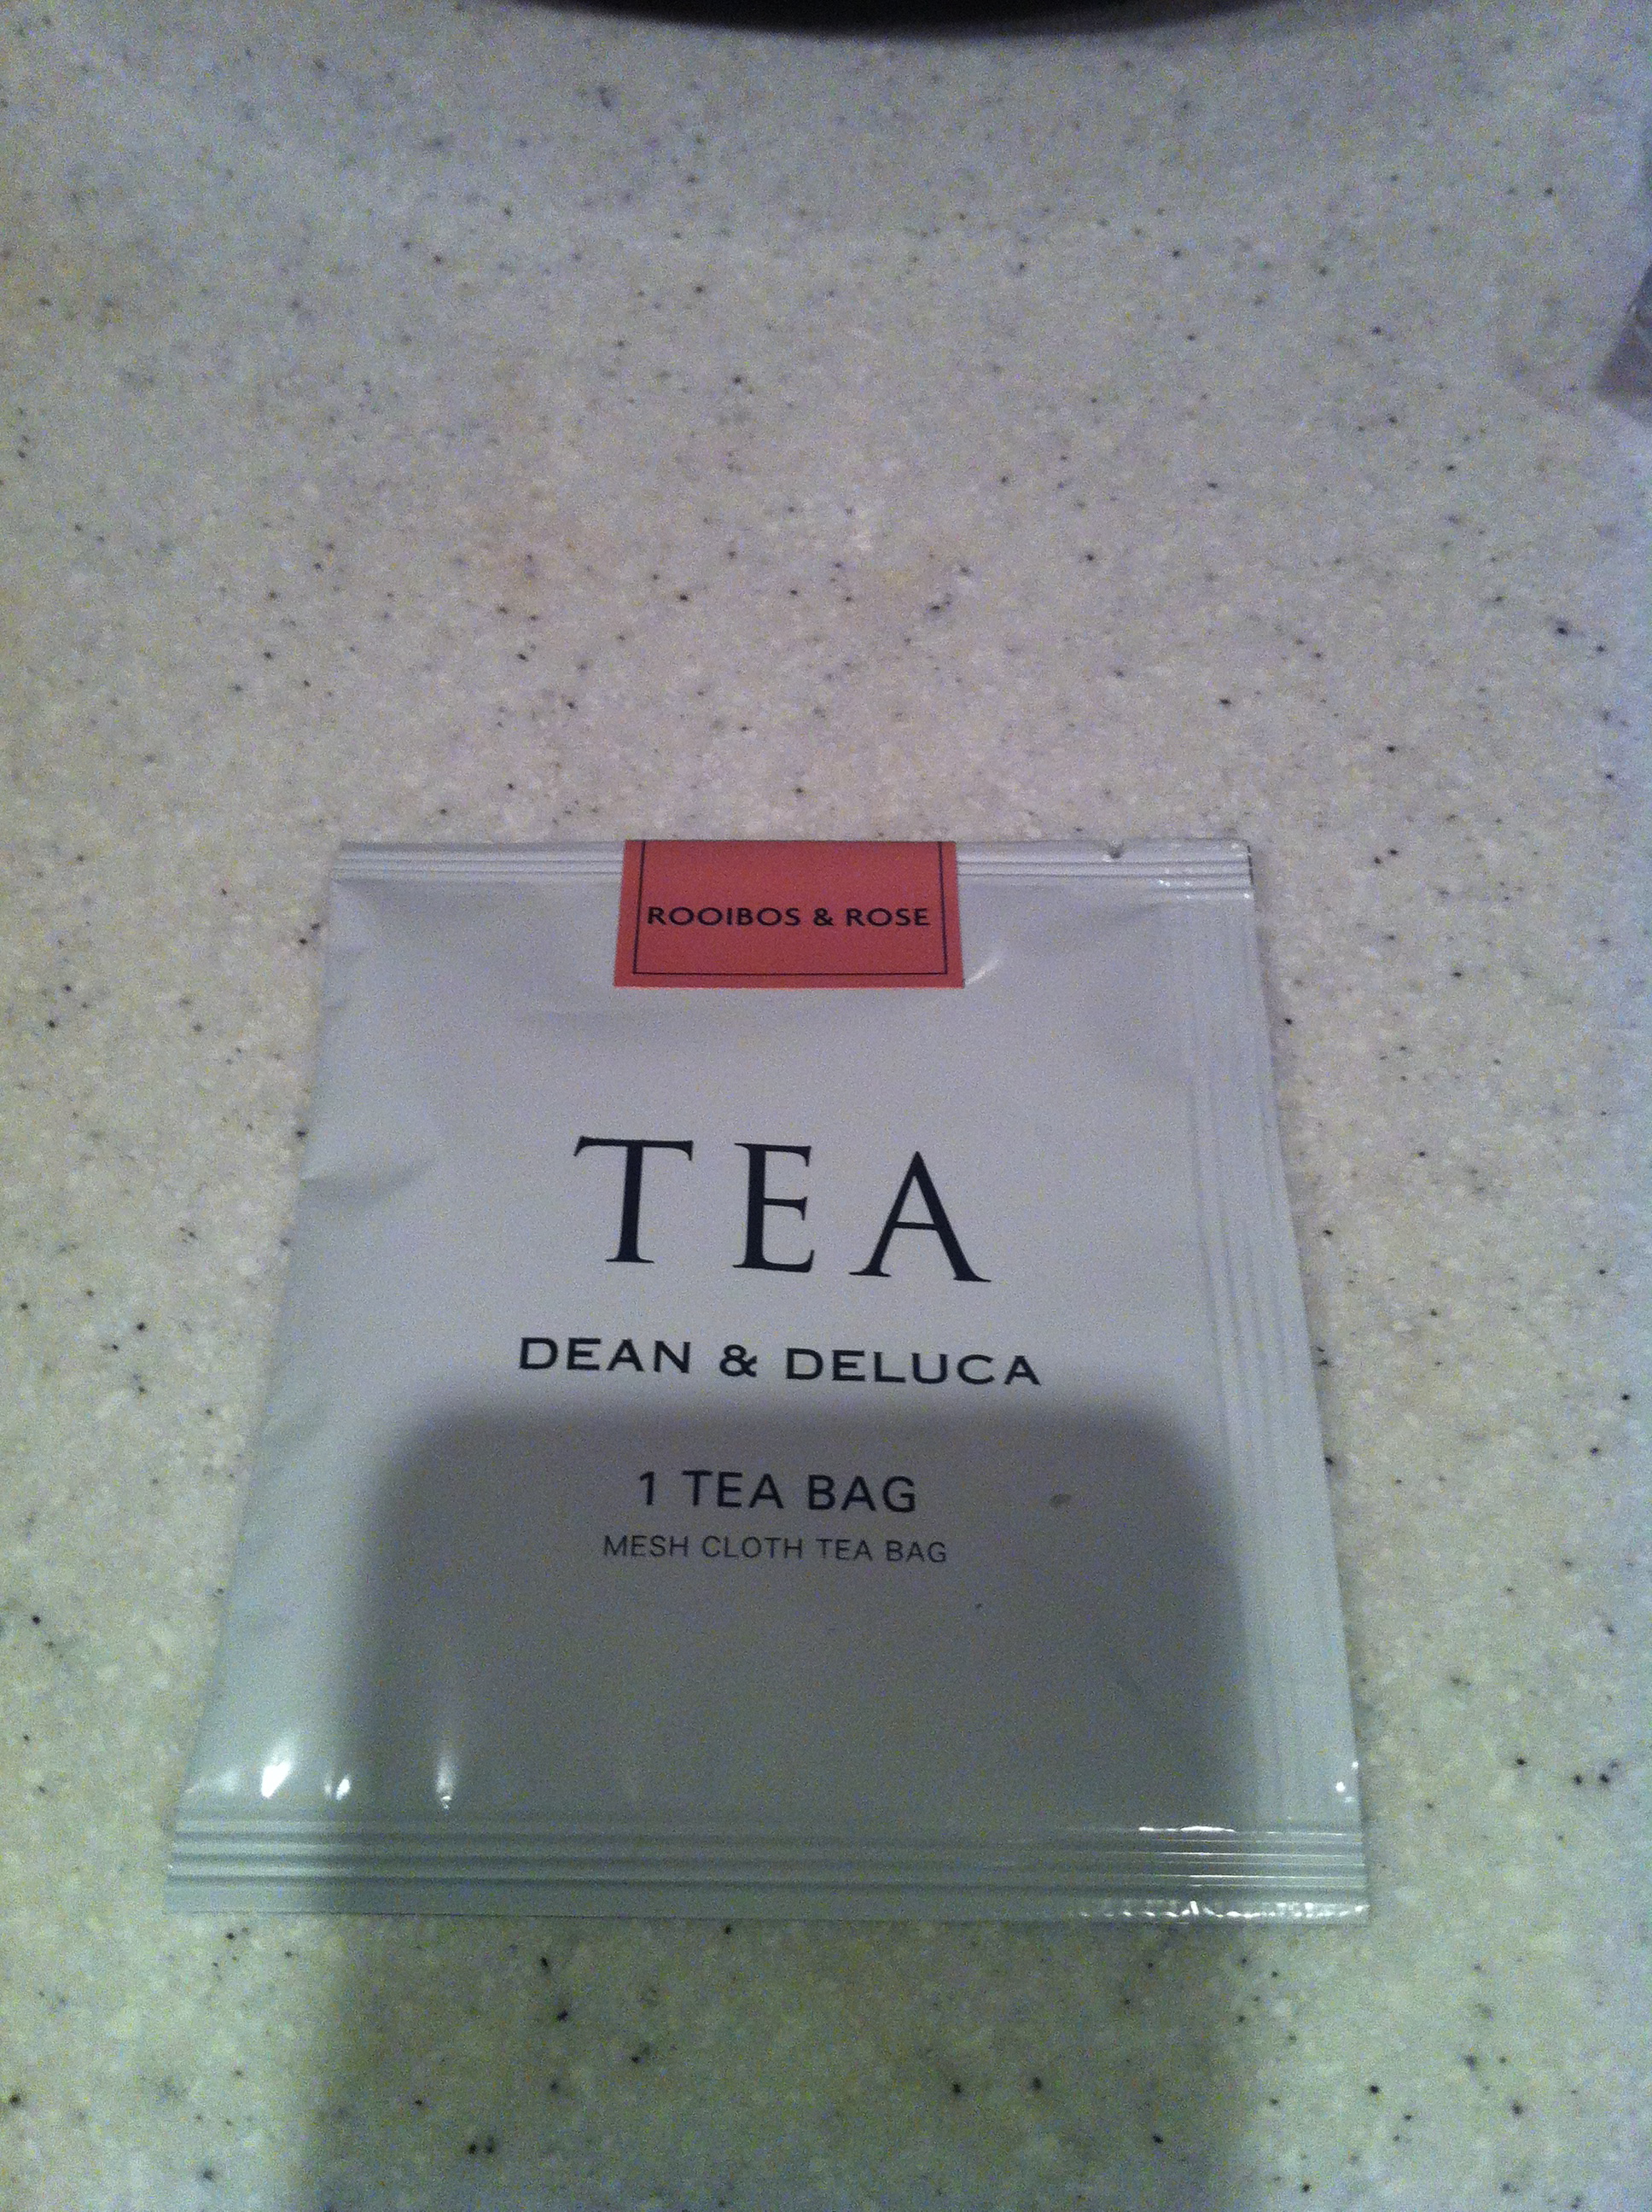 ROOIBOS & ROSE
TEA
DEAN & DELUCA
1 TEA BAG
MESH CLOTH TEA BAG